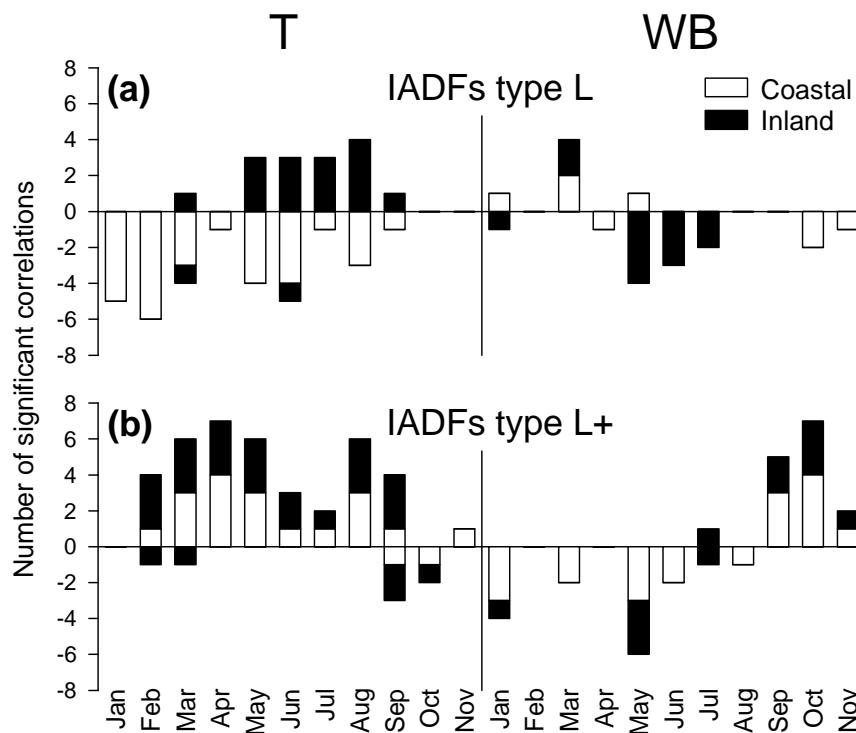 T WB
(a) IADFs type L
Coastal
Inland
8
6
4
2
0
-2
-4
-6
-8
Number of significant correlations
(b) IADFs type L+
8
6
4
2
0
-2
-4
-6
-8
Jan Feb Mar Apr May Jun Jul Aug Sep Oct Nov Jan Feb Mar Apr May Jun Jul Aug Sep Oct Nov